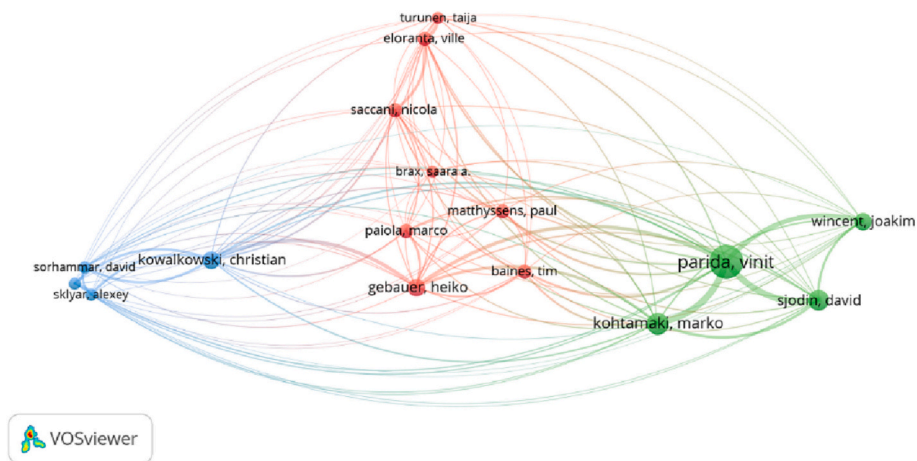 turunen, taija
eloranta, ville
saccani, nicola
brax, saara a.
matthyssens, paul
wincent, joakim
paiola, marco
kowalkowski, christian
sorhammar, david
parida, vinit
baines, tim
gebauer, heiko
sklyar, alexey
sjodin, david
kohtamaki, marko
VOSviewer